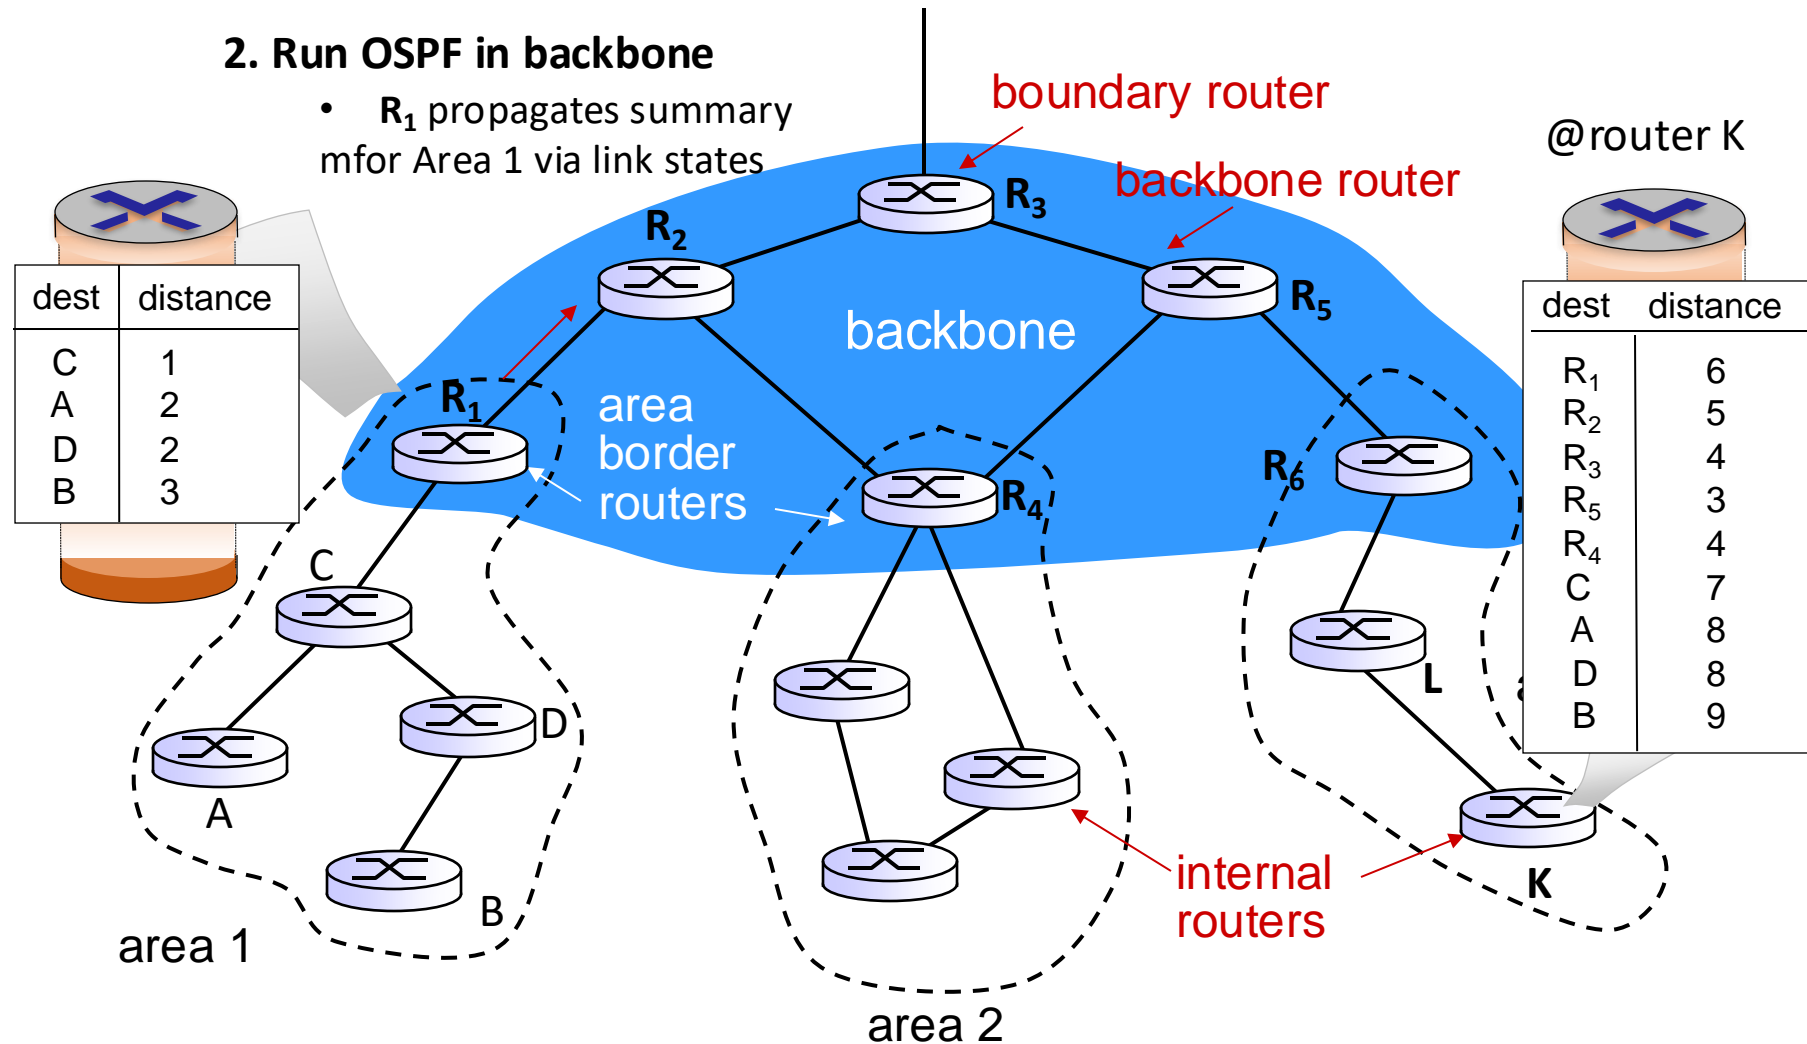 2. Run OSPF in backbone
• R1 propagates summary
mfor Area 1 via link states
boundary router
backbone router
@router K
R3
R2
R5
backbone
dest distance
C 1
A 2
D 2
B 3
R1
area
border
routers
R4
R6
dest distance
R1 6
R2 5
R3 4
R5 3
R4 4
C 7
A 8
D 8
B 9
C
L
D
A
B
K
internal
routers
area 1
area 2